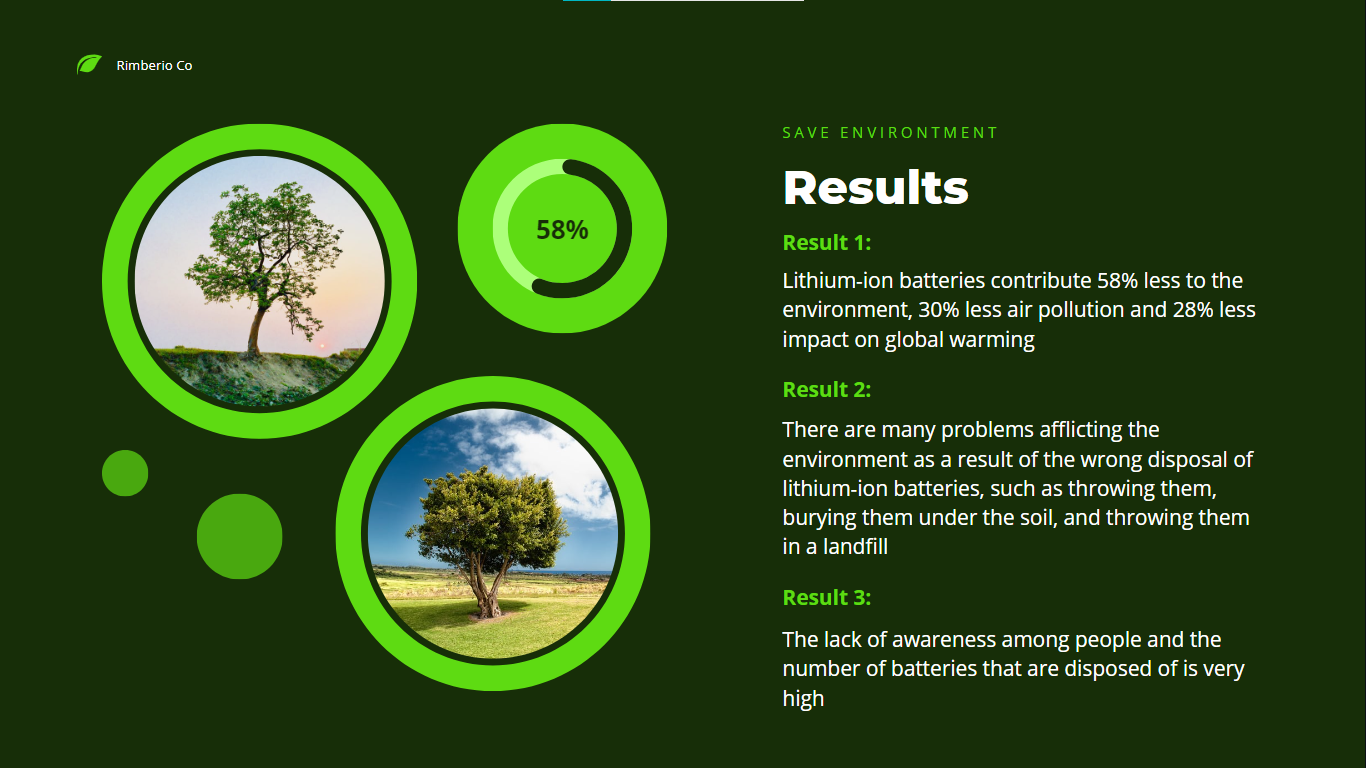 Rimberio Co
58%
SAVE ENVIRONTMENT
Results
Result 1:
Lithium-ion batteries contribute 58% less to the
environment, 30% less air pollution and 28% less
impact on global warming
Result 2:
There are many problems afflicting the
environment as a result of the wrong disposal of
lithium-ion batteries, such as throwing them,
burying them under the soil, and throwing them
in a landfill
Result 3:
The lack of awareness among people and the
number of batteries that are disposed of is very
high